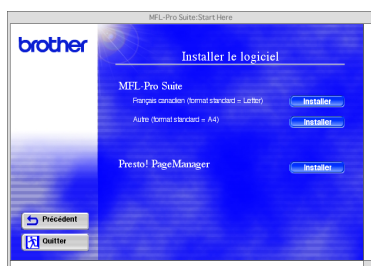 MFL-Pro Suite:Start Here
brother
Installer le logiciel
MFL-Pro Suite
Français canadien (format standard = Letter) Installer
Autre (format standard = A4) Installer
Presto! PageManager Installer
Précédent
Quitter